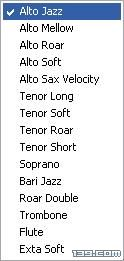 Alto Jazz
Alto Mellow
Alto Roar
Alto Soft
Alto Sax Velocity
Tenor Long
Tenor Soft
Tenor Roar
Tenor Short
Soprano
Bari Jazz
Roar Double
Trombone
Flute
Exta Soft